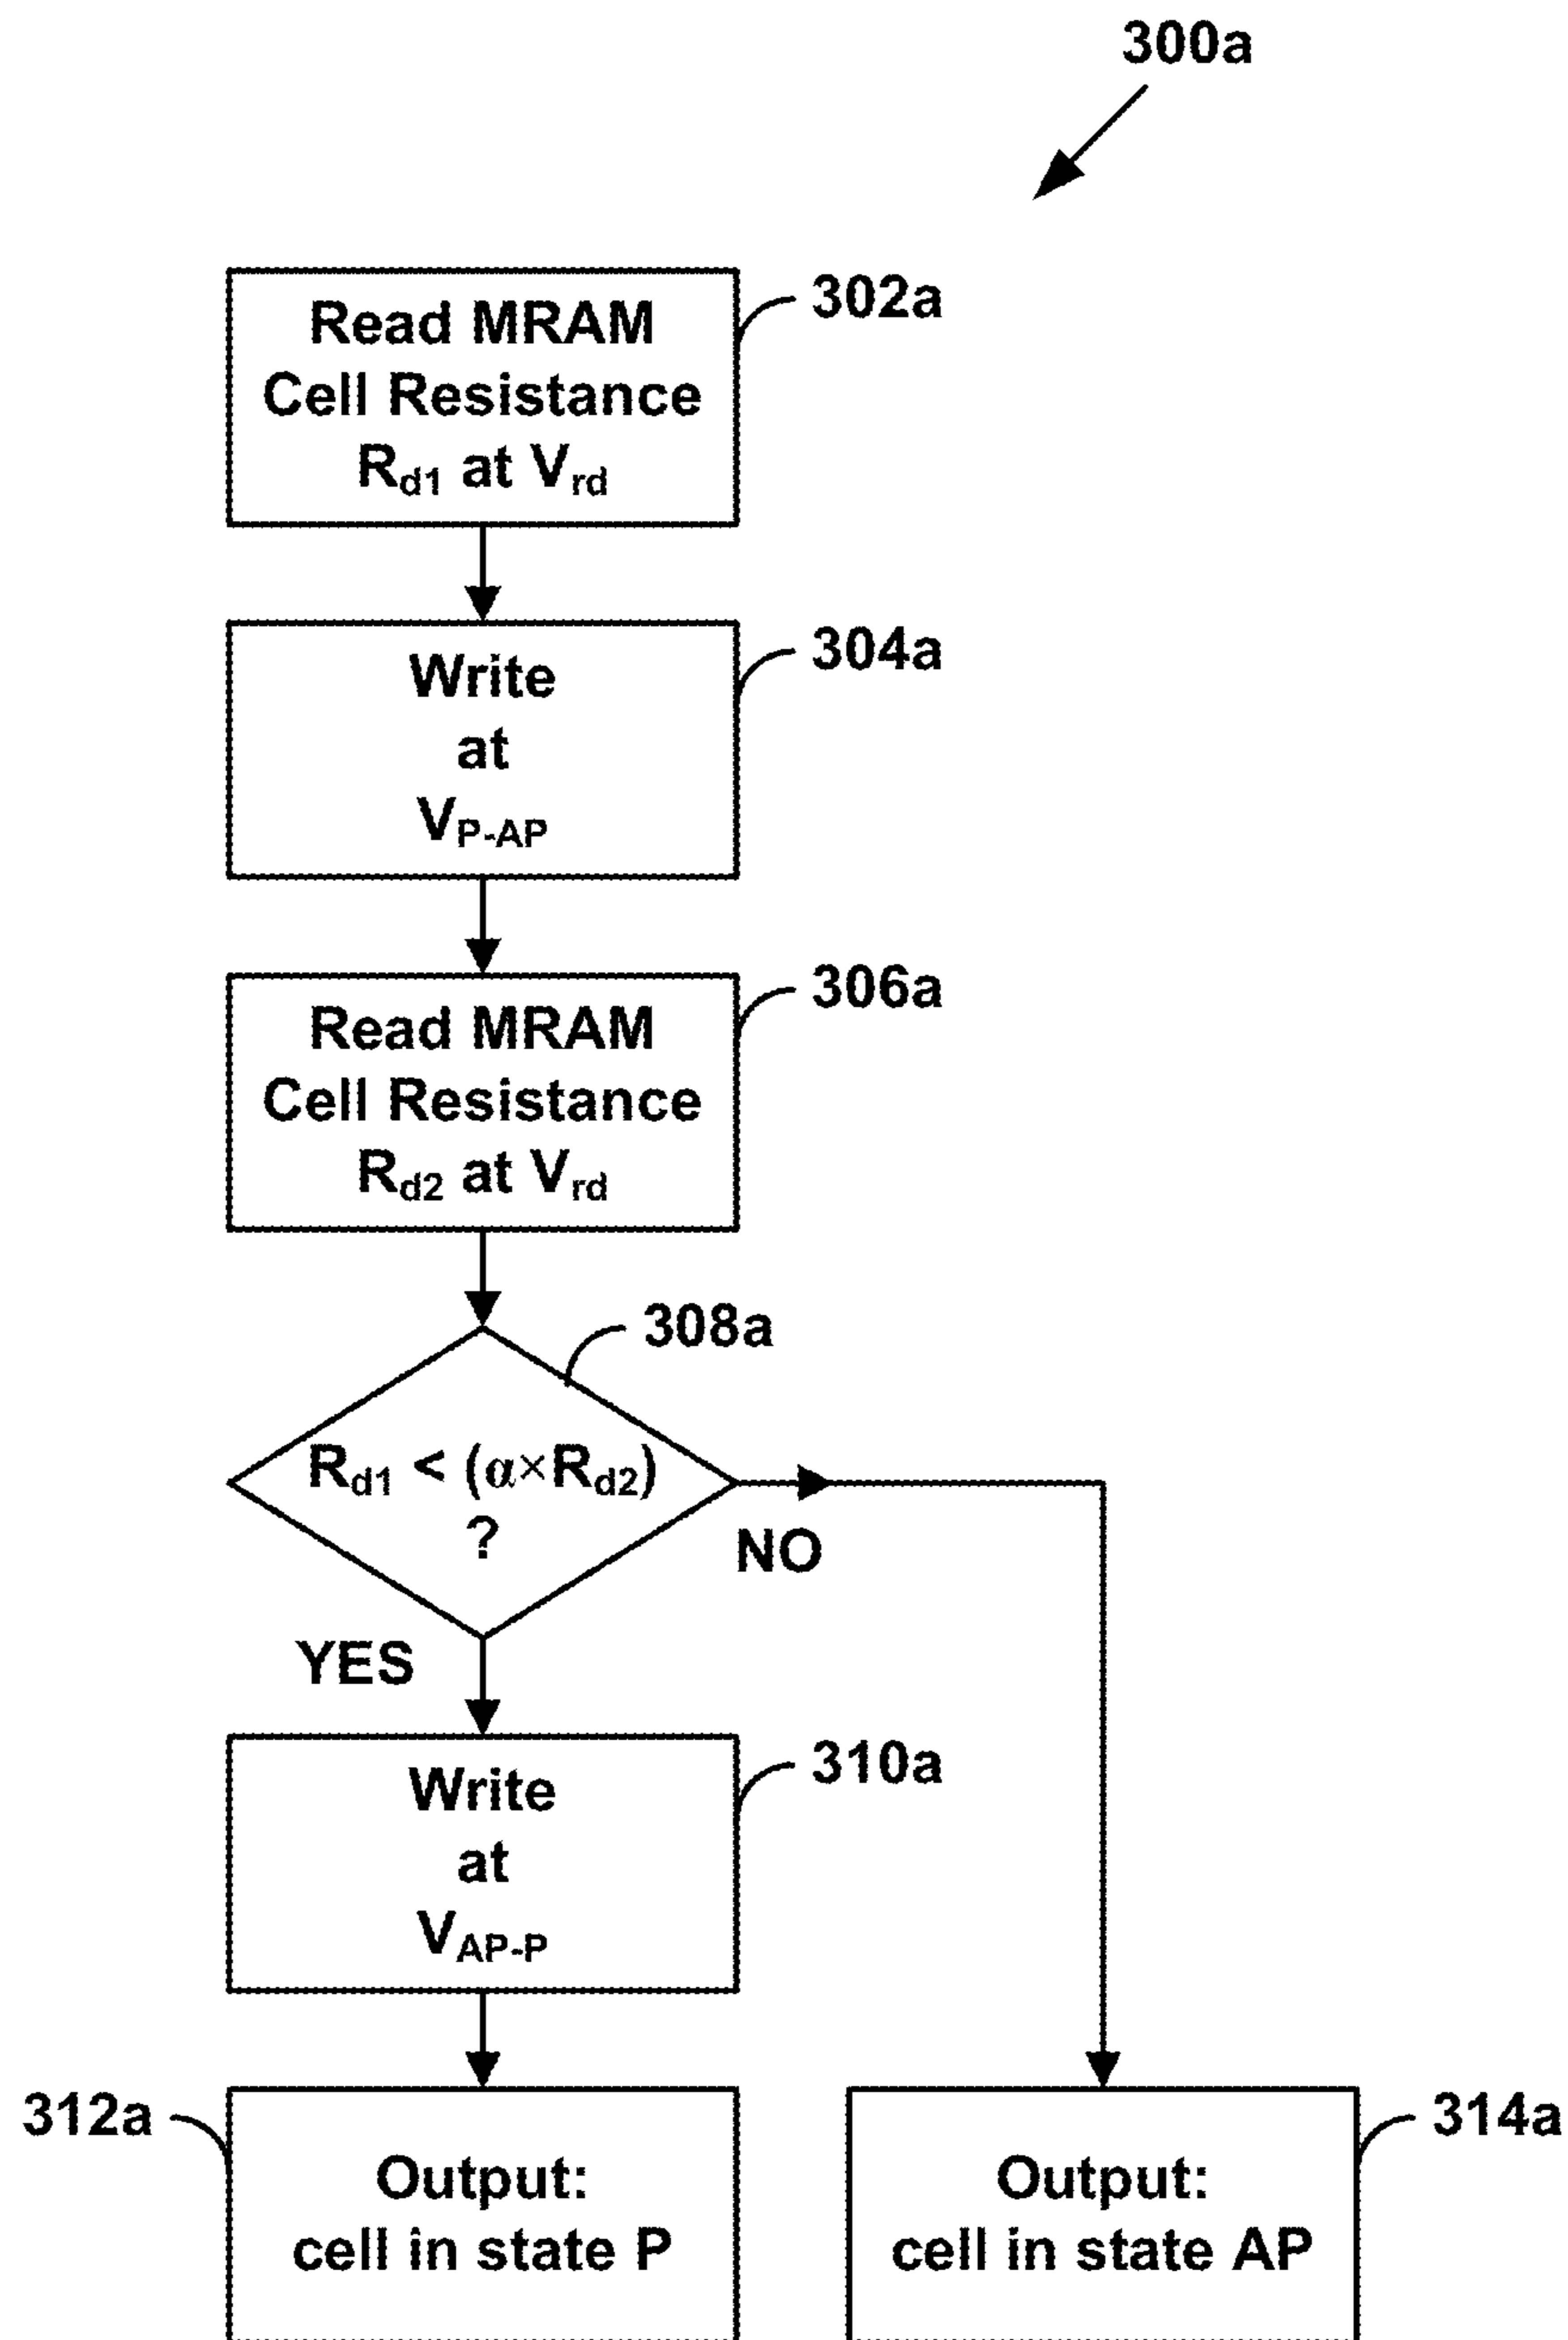 300a
Read MRAM
Cell Resistance
Rd1 at Vrd
302a
Write
at
VP-AP
304a
Read MRAM
Cell Resistance
Rd2 at Vrd
306a
308a
Rd1 < (α×Rd2)
?
NO
YES
Write
at
VAP-P
310a
312a
Output:
cell in state P
Output:
cell in state AP
314a